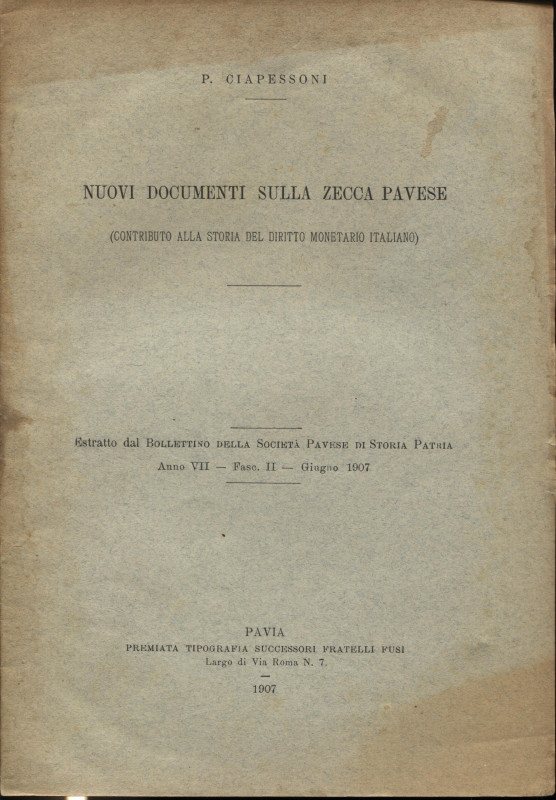 P. CIAPESSONI
NUOVI DOCUMENTI SULLA ZECCA PAVESE
(CONTRIBUTO ALLA STORIA DEL DIRITTO MONETARIO ITALIANO)
Estratto dal BOLLETTINO DELLA SOCIETÀ PAVESE DI STORIA PATRIA
Anno VII — Fasc. II — Giugno 1907
PAVIA
PREMIATA TIPOGRAFIA SUCCESSORI FRATELLI FUSI
Largo di Via Roma N. 7.
1907